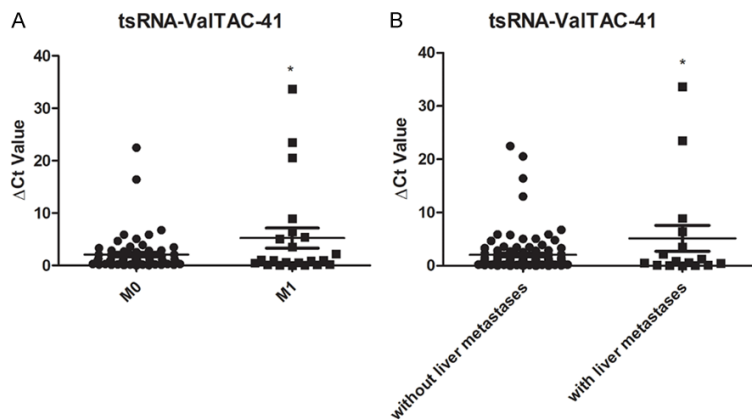 A
tsRNA-ValTAC-41
ΔCt Value
40
30
20
10
0
*
M0
M1
B
tsRNA-ValTAC-41
ΔCt Value
40
30
20
10
0
*
without liver metastases
with liver metastases